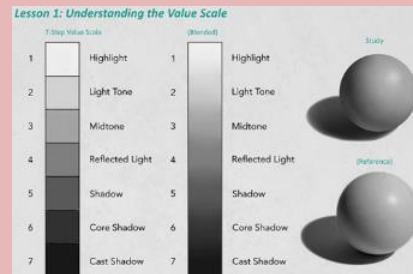 Lesson 1: Understanding the Value Scale
7-Step Value Scale
(Blended)
Study
1 Highlight 1 Highlight
2 Light Tone 2 Light Tone
3 Midtone 3 Midtone
4 Reflected Light 4 Reflected Light
(Reference)
5 Shadow 5 Shadow
6 Core Shadow 6 Core Shadow
7 Cast Shadow 7 Cast Shadow